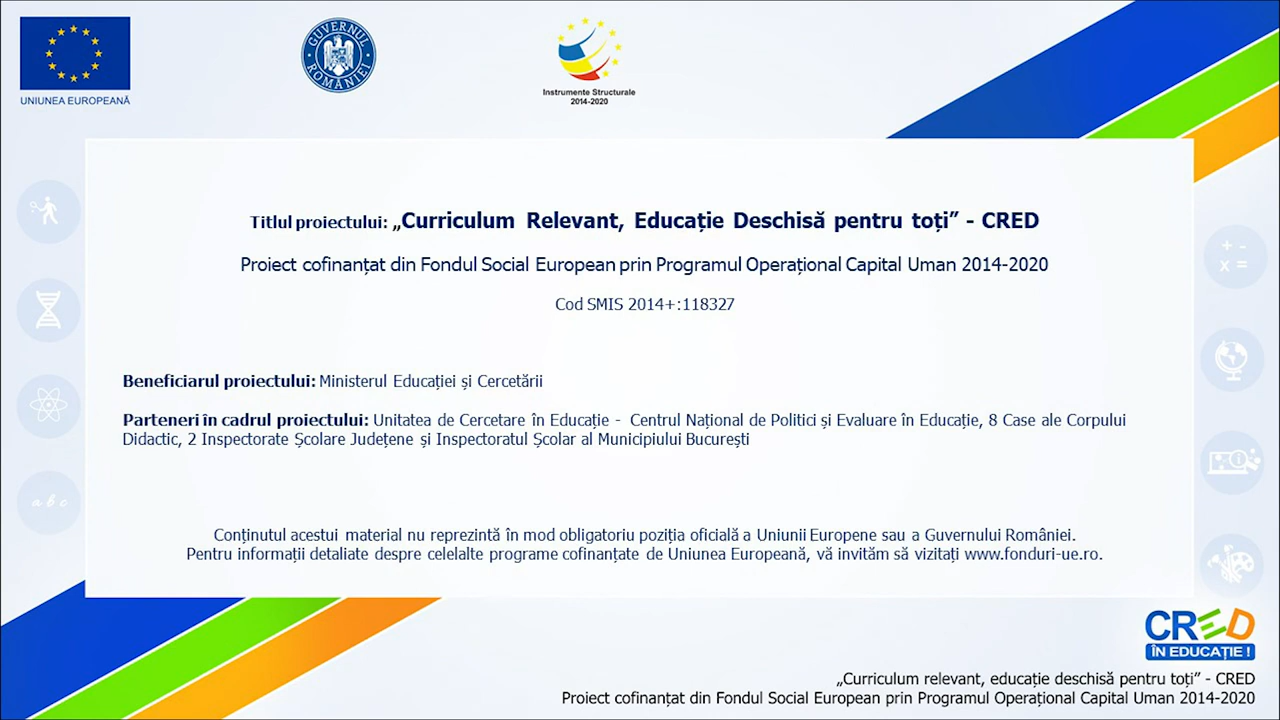 UNIUNEA EUROPEANĂ
GUVERNUL ROMÂNIEI
Instrumente Structurale
2014-2020
Titlul proiectului: „Curriculum Relevant, Educație Deschisă pentru toți” - CRED
Proiect cofinanțat din Fondul Social European prin Programul Operațional Capital Uman 2014-2020
Cod SMIS 2014+:118327
Beneficiarul proiectului: Ministerul Educației și Cercetării
Parteneri în cadrul proiectului: Unitatea de Cercetare în Educație - Centrul Național de Politici și Evaluare în Educație, 8 Case ale Corpului
Didactic, 2 Inspectorate Școlare Județene și Inspectoratul Școlar al Municipiului București
Conținutul acestui material nu reprezintă în mod obligatoriu poziția oficială a Uniunii Europene sau a Guvernului României.
Pentru informații detaliate despre celelalte programe cofinanțate de Uniunea Europeană, vă invităm să vizitați www.fonduri-ue.ro.
+ -
x =
a b c
CRED
ÎN EDUCAȚIE !
„Curriculum relevant, educație deschisă pentru toți” - CRED
Proiect cofinanțat din Fondul Social European prin Programul Operațional Capital Uman 2014-2020